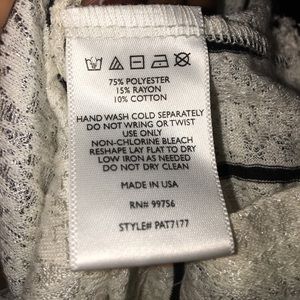 75% POLYESTER
15% RAYON
10% COTTON
HAND WASH COLD SEPARATELY
DO NOT WRING OR TWIST
USE ONLY
NON-CHLORINE BLEACH
RESHAPE LAY FLAT TO DRY
LOW IRON AS NEEDED
DO NOT DRY CLEAN
MADE IN USA
RN# 99756
STYLE# PAT7177